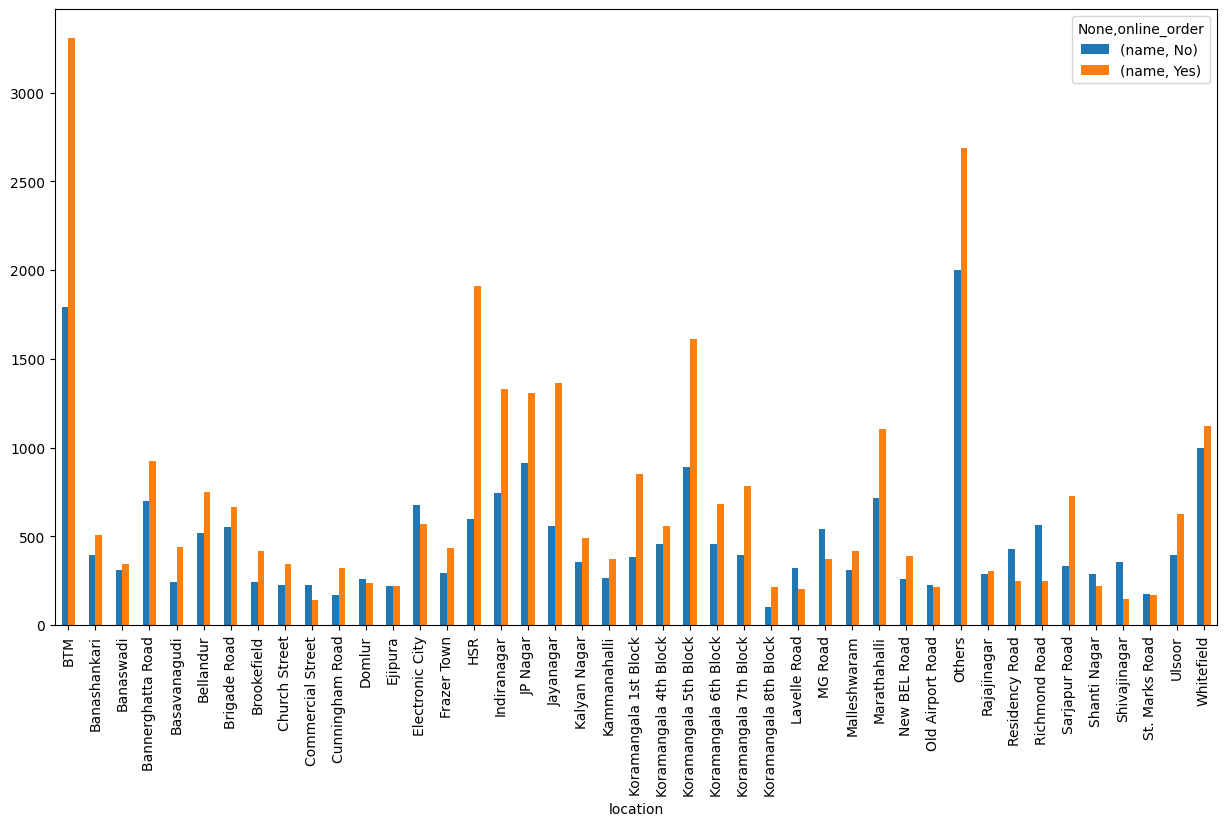 None,online_order
(name, No)
(name, Yes)
3000
2500
2000
1500
1000
500
0
BTM
Banashankari
Banaswadi
Bannerghatta Road
Basavanagudi
Bellandur
Brigade Road
Brookefield
Church Street
Commercial Street
Cunningham Road
Domlur
Ejipura
Electronic City
Frazer Town
HSR
Indiranagar
JP Nagar
Jayanagar
Kalyan Nagar
Kammanahalli
Koramangala 1st Block
Koramangala 4th Block
Koramangala 5th Block
Koramangala 6th Block
Koramangala 7th Block
Koramangala 8th Block
Lavelle Road
MG Road
Malleshwaram
Marathahalli
New BEL Road
Old Airport Road
Others
Rajajinagar
Residency Road
Richmond Road
Sarjapur Road
Shanti Nagar
Shivajinagar
St. Marks Road
Ulsoor
Whitefield
location